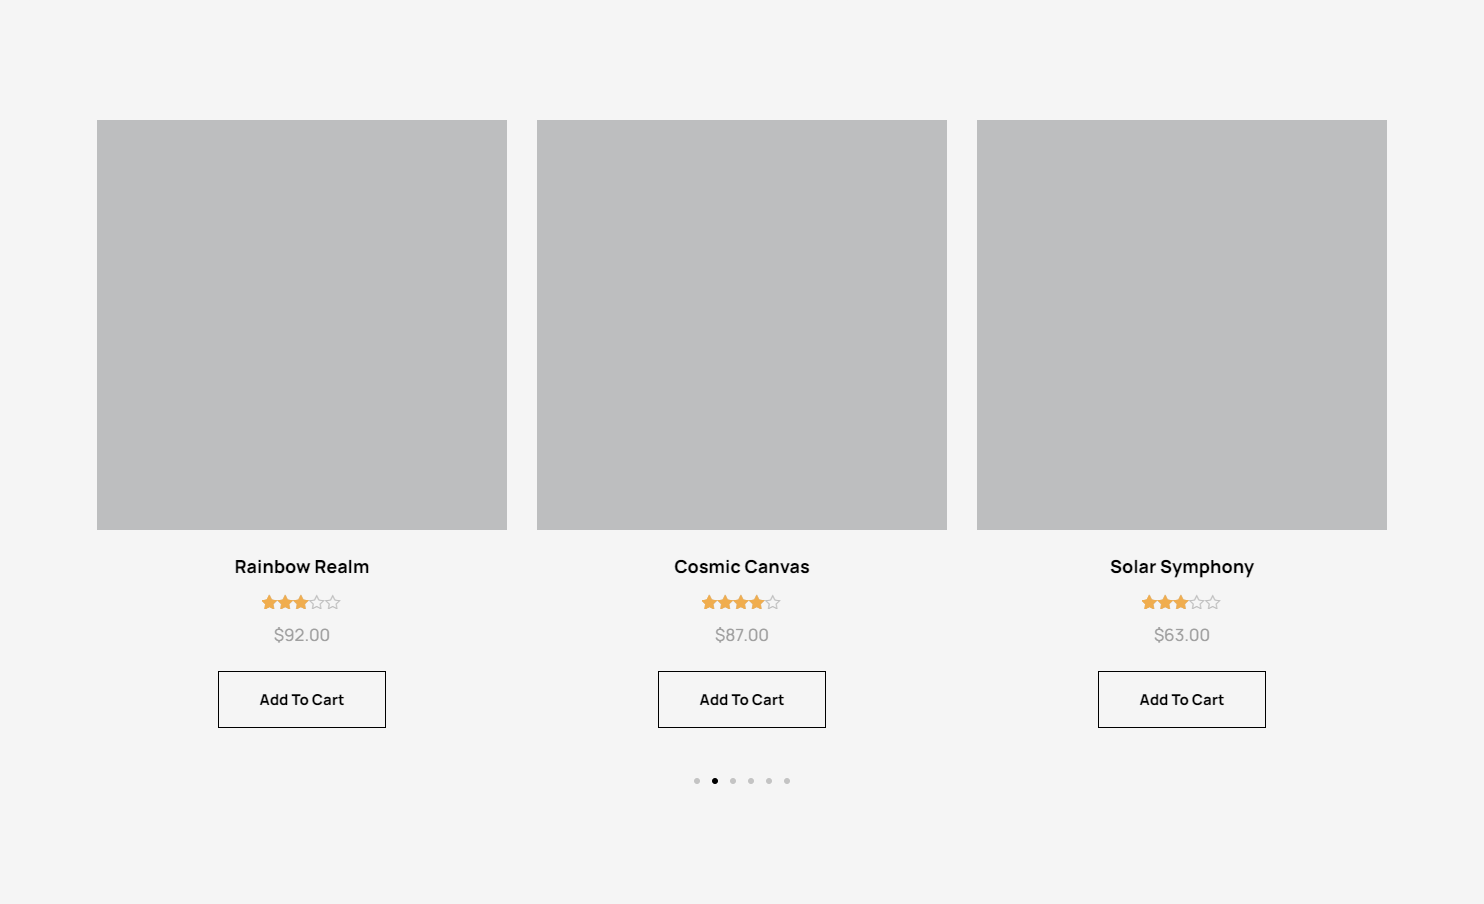 Rainbow Realm
$92.00
Add To Cart
Cosmic Canvas
$87.00
Add To Cart
Solar Symphony
$63.00
Add To Cart